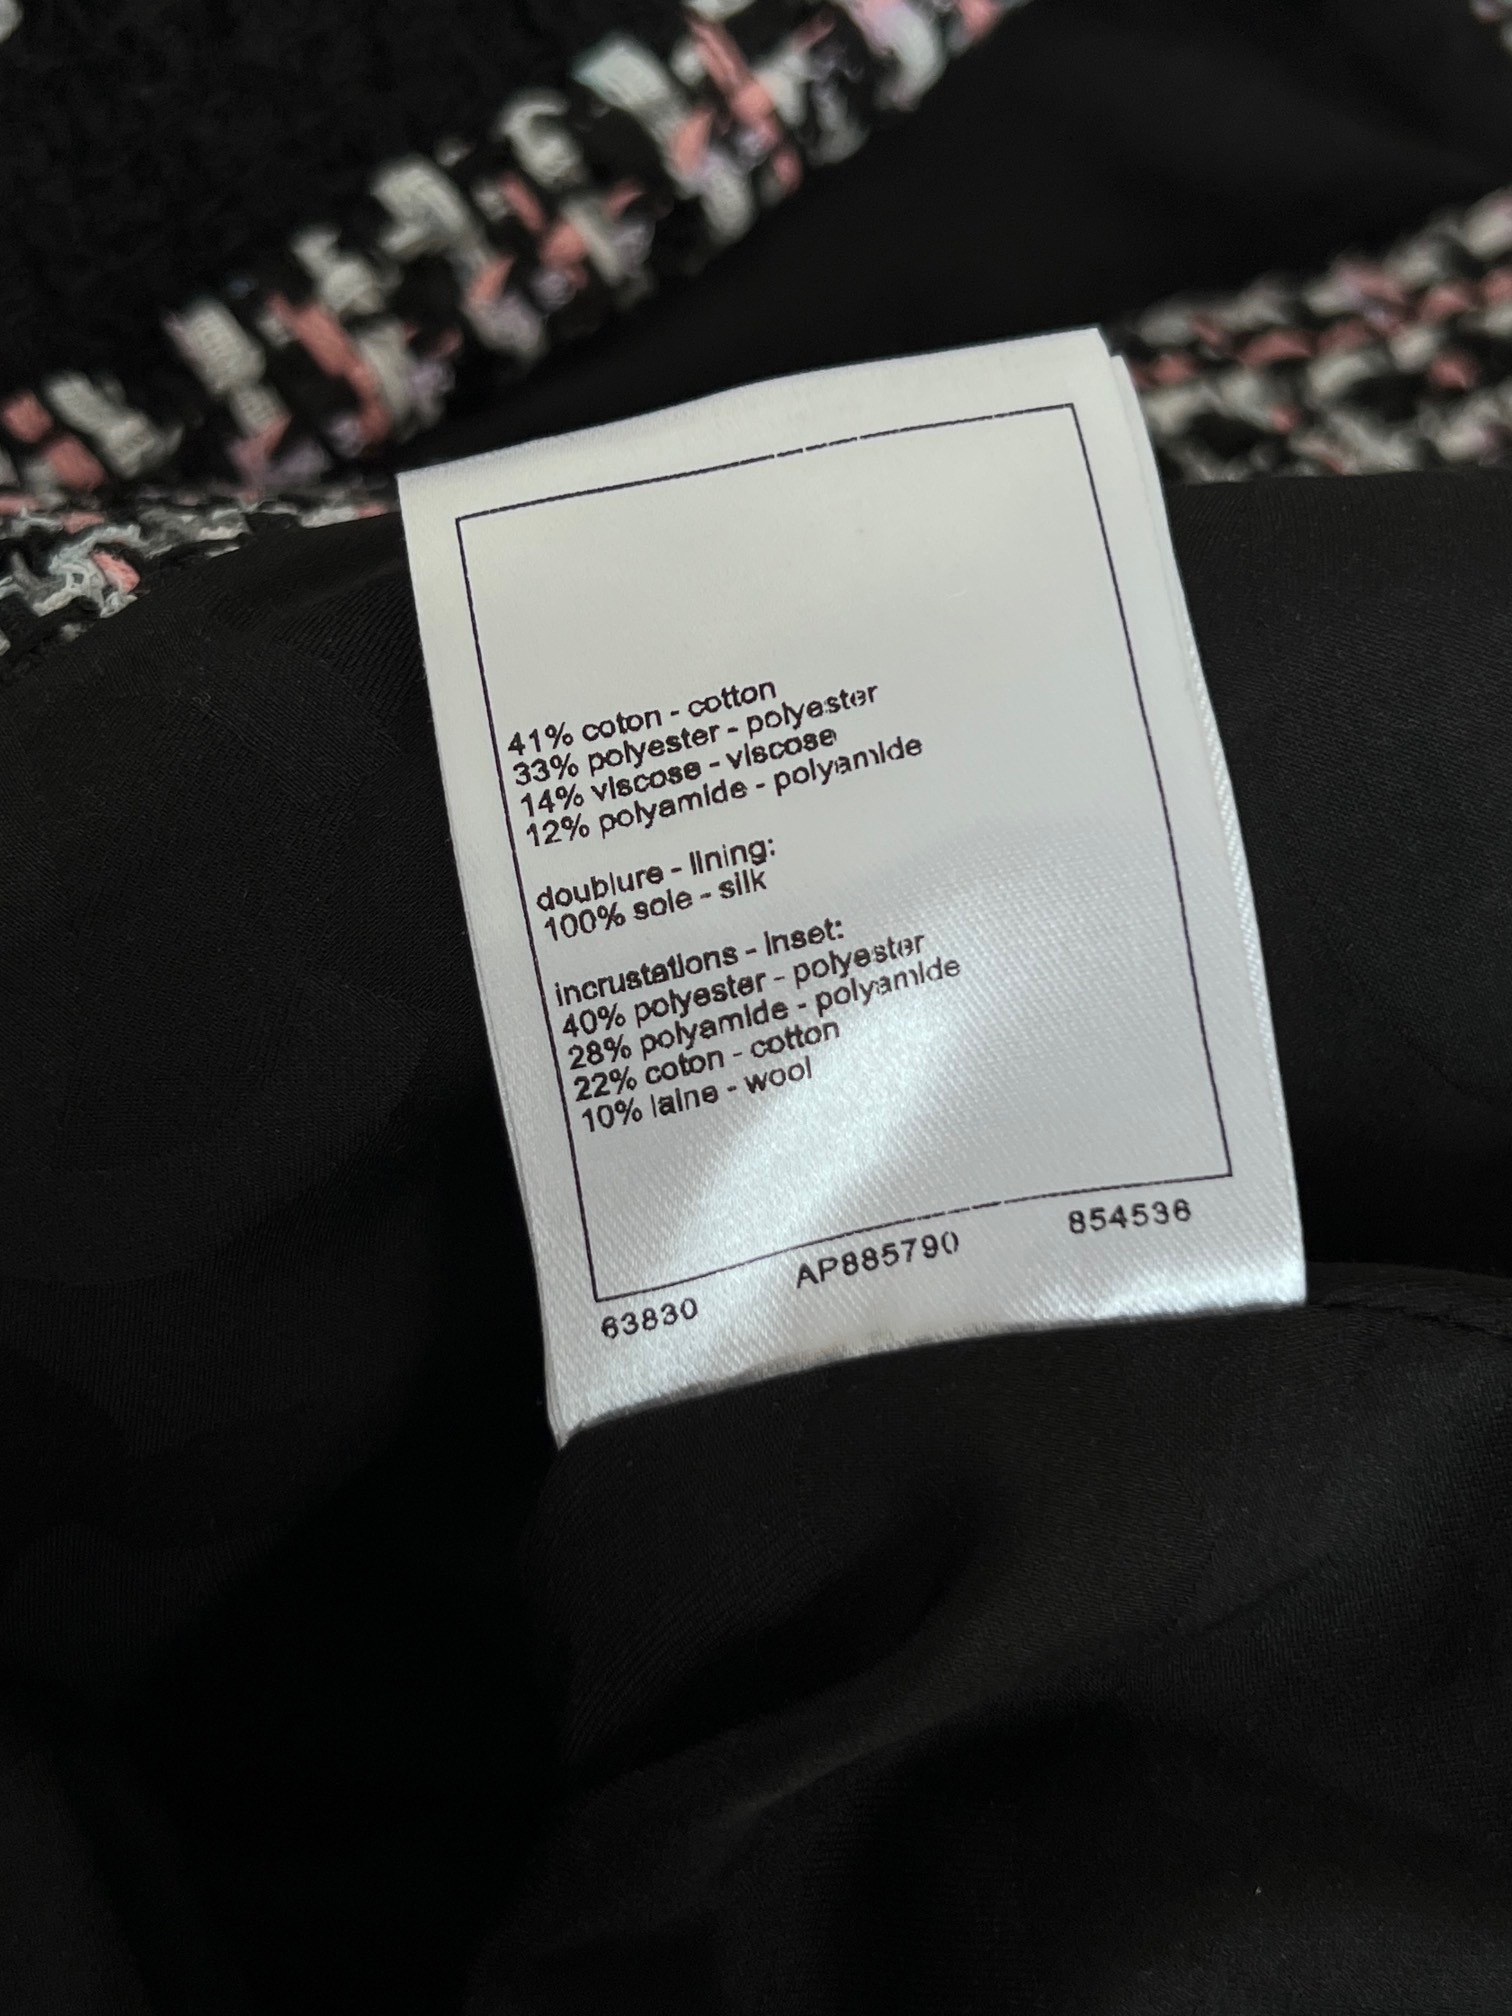 41% coton - cotton
33% polyester - polyester
14% viscose - viscose
12% polyamide - polyamide
doublure - lining:
100% soie - silk
incrustations - inset:
40% polyester - polyester
28% polyamide - polyamide
22% coton - cotton
10% laine - wool
63830 AP885790 854536